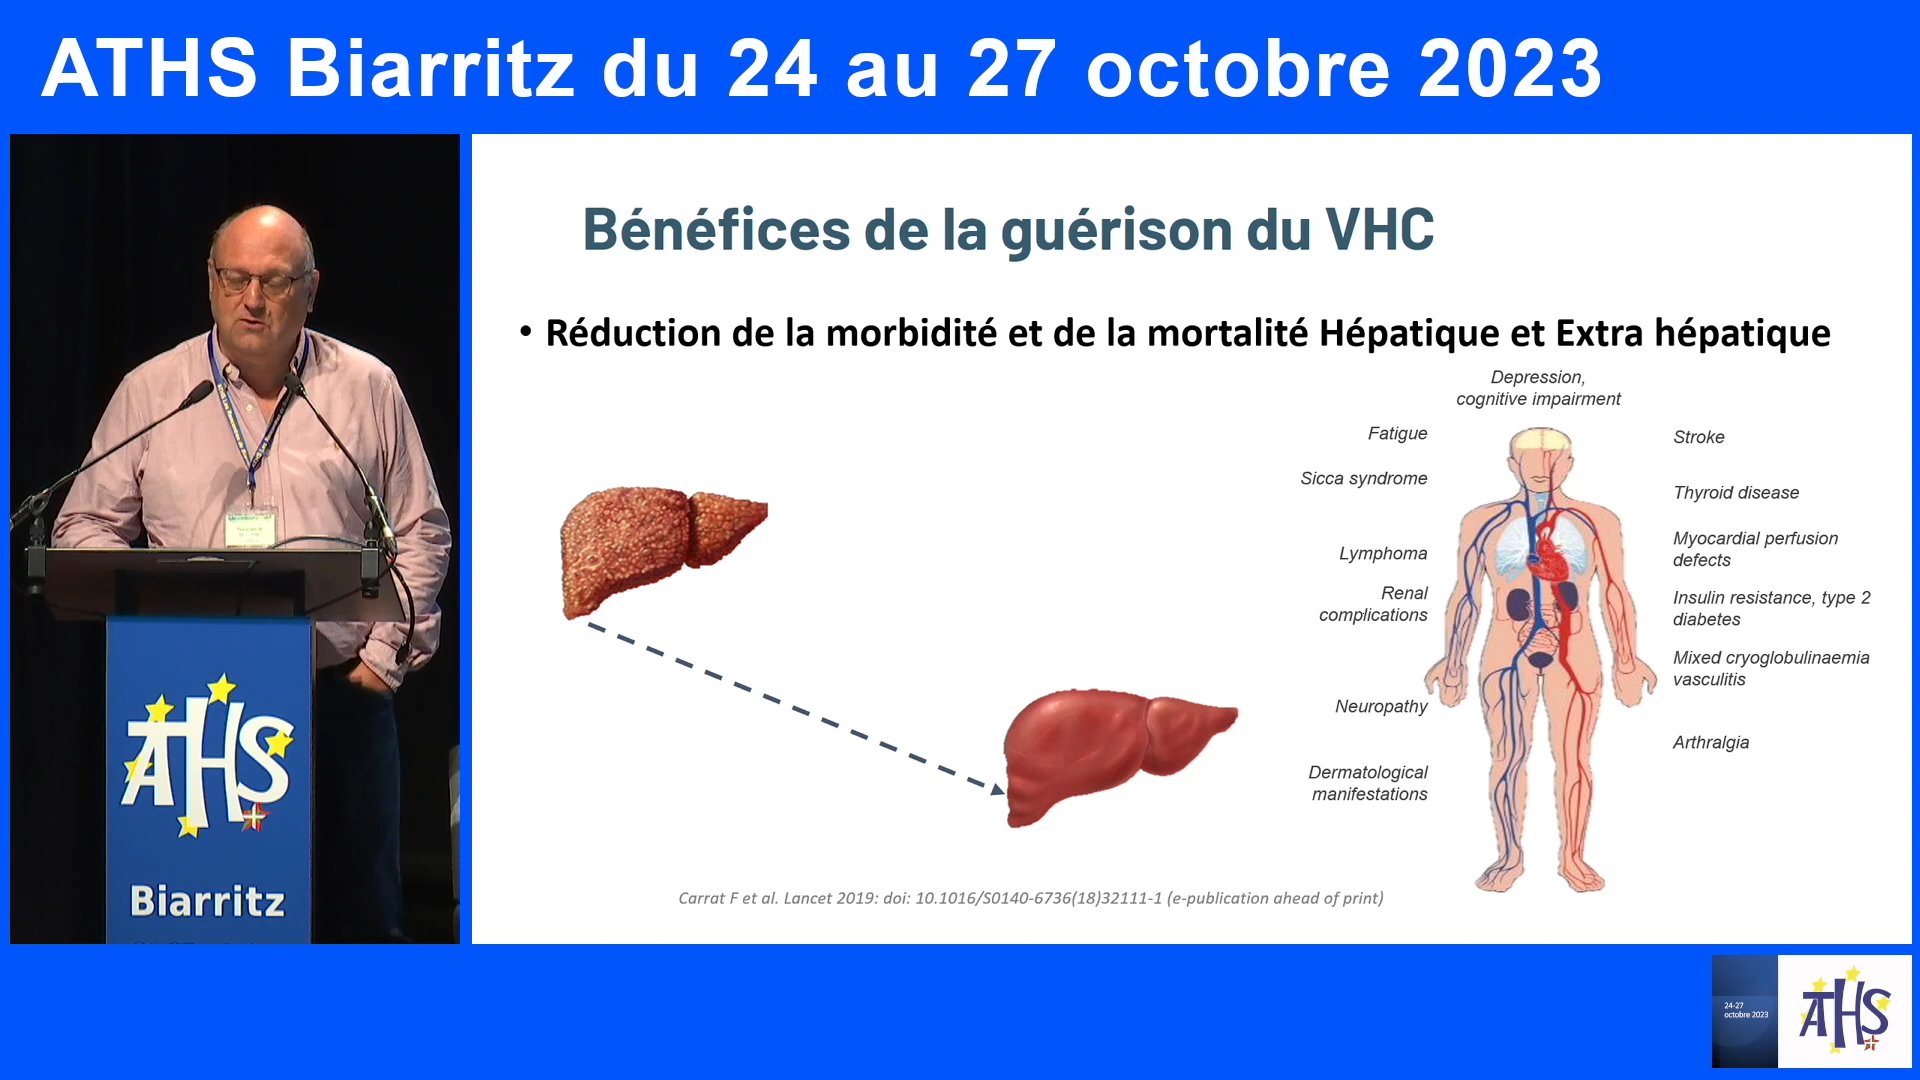 ATHS Biarritz du 24 au 27 octobre 2023
Bénéfices de la guérison du VHC
• Réduction de la morbidité et de la mortalité Hépatique et Extra hépatique
Depression,
cognitive impairment
Fatigue
Sicca syndrome
Lymphoma
Renal
complications
Neuropathy
Dermatological
manifestations
Stroke
Thyroid disease
Myocardial perfusion
defects
Insulin resistance, type 2
diabetes
Mixed cryoglobulinaemia
vasculitis
Arthralgia
Carrat F et al. Lancet 2019: doi: 10.1016/S0140-6736(18)32111-1 (e-publication ahead of print)
ATHS
Biarritz
24-27
octobre 2023
ATHS